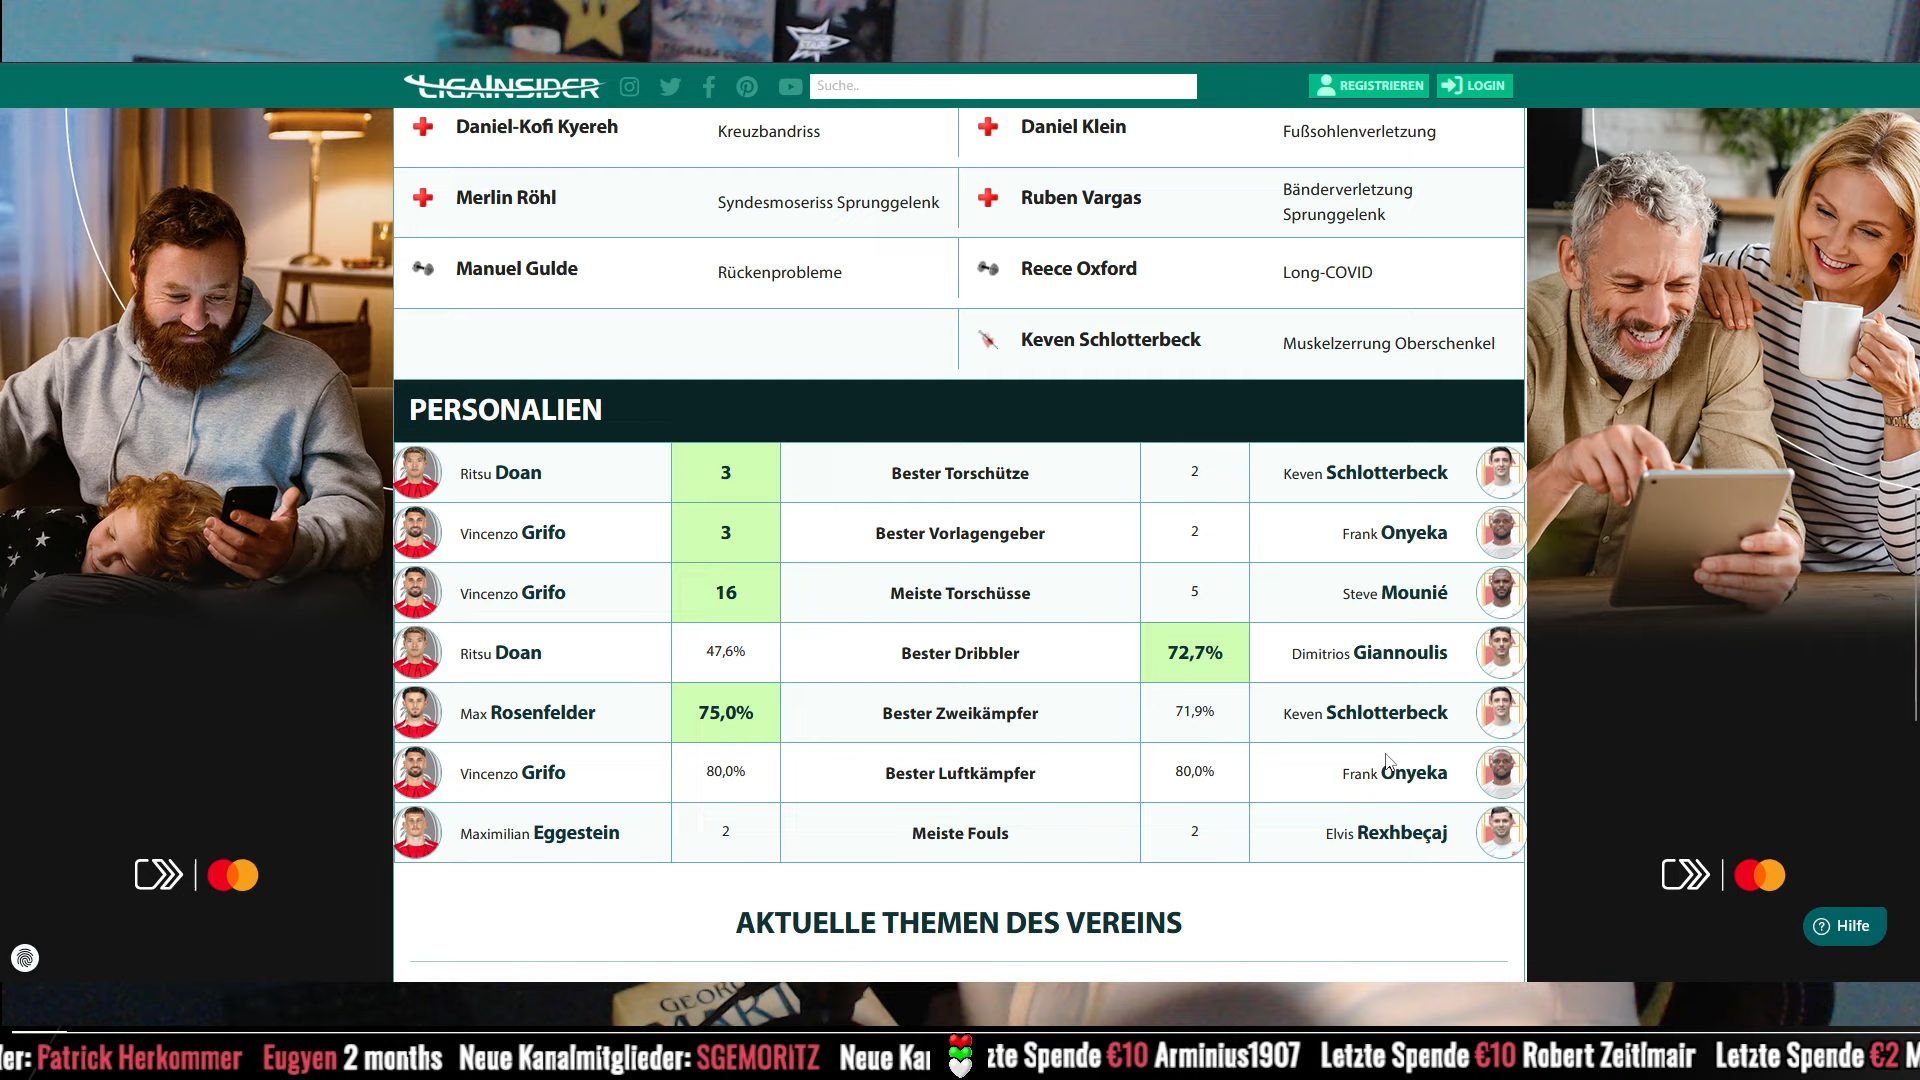 LIGAINSIDER
Suche..
REGISTRIEREN
LOGIN
Daniel-Kofi Kyereh
Kreuzbandriss
Daniel Klein
Fußsohlenverletzung
Merlin Röhl
Syndesmoseriss Sprunggelenk
Ruben Vargas
Bänderverletzung
Sprunggelenk
Manuel Gulde
Rückenprobleme
Reece Oxford
Long-COVID
Keven Schlotterbeck
Muskelzerrung Oberschenkel
PERSONALIEN
Ritsu Doan 3 Bester Torschütze 2 Keven Schlotterbeck
Vincenzo Grifo 3 Bester Vorlagengeber 2 Frank Onyeka
Vincenzo Grifo 16 Meiste Torschüsse 5 Steve Mounié
Ritsu Doan 47,6% Bester Dribbler 72,7% Dimitrios Giannoulis
Max Rosenfelder 75,0% Bester Zweikämpfer 71,9% Keven Schlotterbeck
Vincenzo Grifo 80,0% Bester Luftkämpfer 80,0% Frank Onyeka
Maximilian Eggestein 2 Meiste Fouls 2 Elvis Rexhbeçaj
AKTUELLE THEMEN DES VEREINS
Hilfe
ler: Patrick Herkommer Eugyen 2 months Neue Kanalmitglieder: SGEMORITZ Neue Kar
zte Spende €10 Arminius1907 Letzte Spende €10 Robert Zeitlmair Letzte Spende €2 M